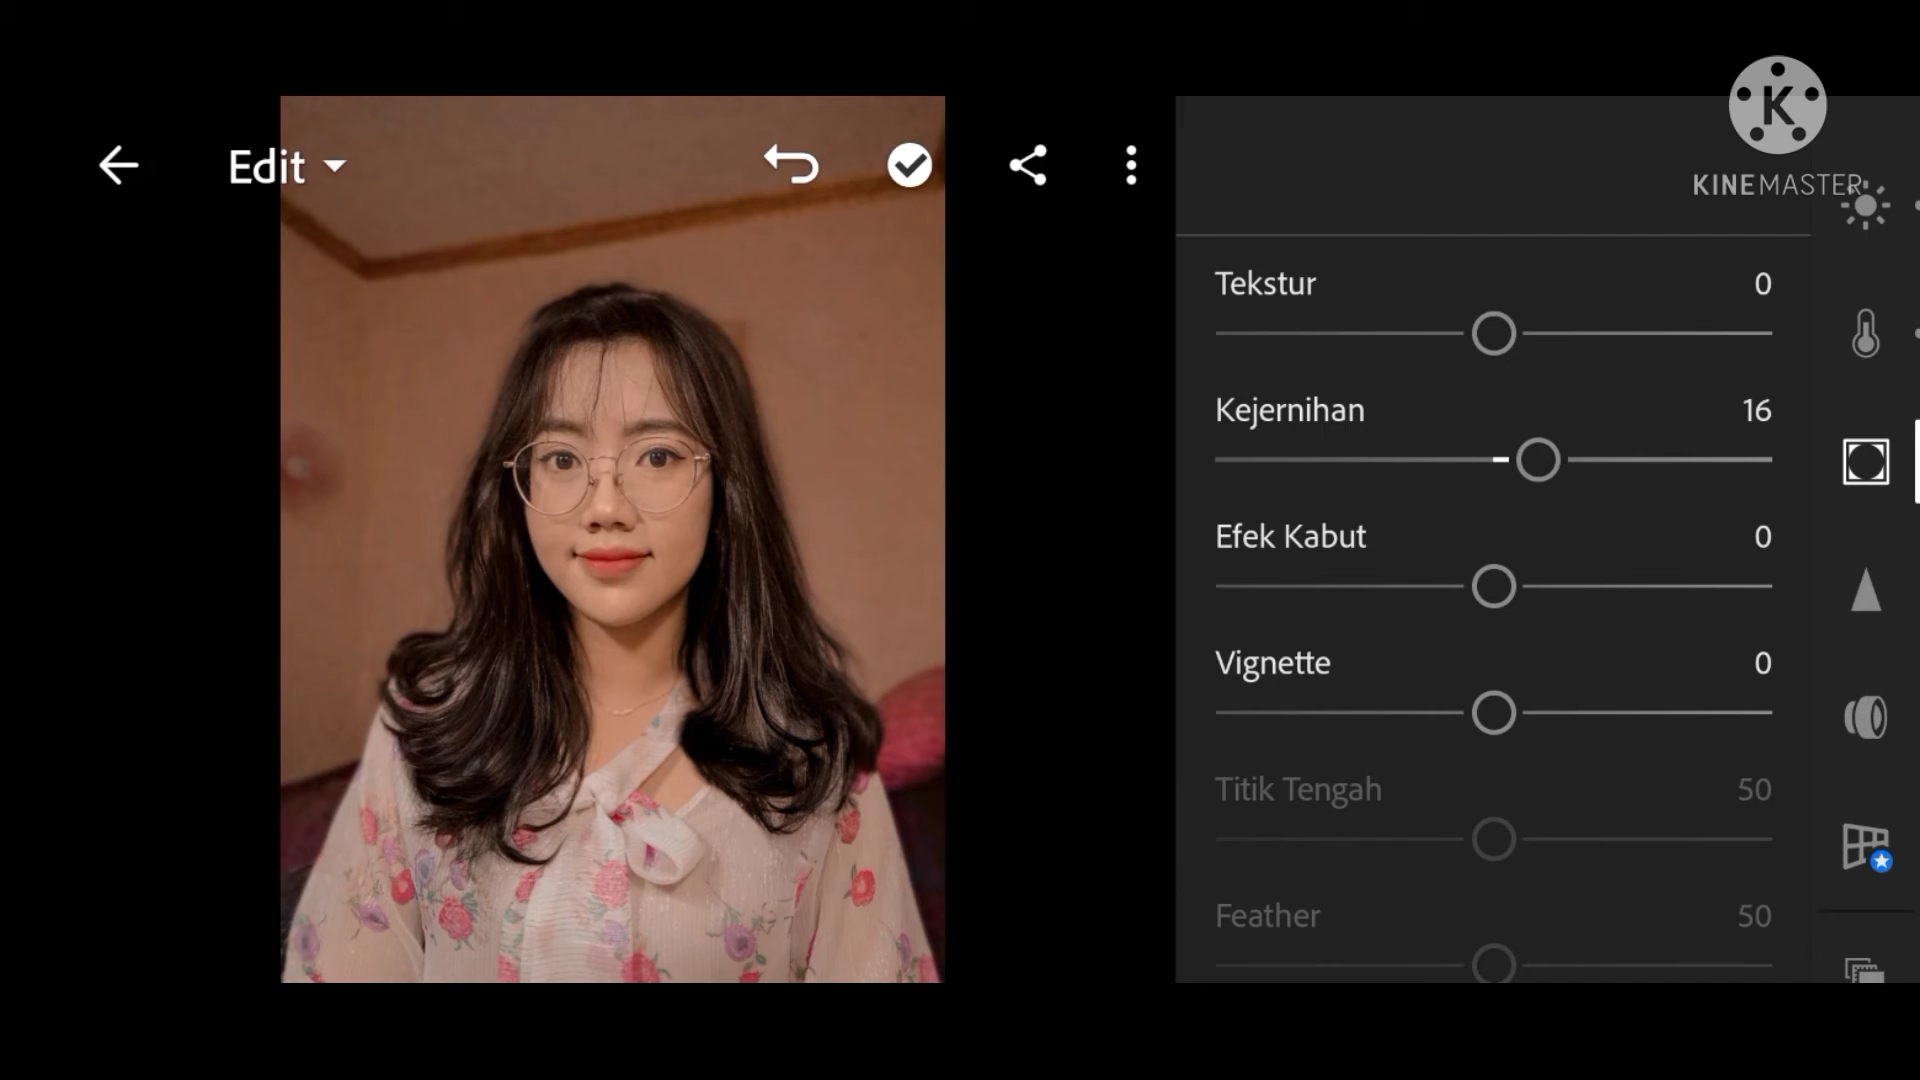 Edit
K
KINEMASTER
Tekstur 0
Kejernihan 16
Efek Kabut 0
Vignette 0
Titik Tengah 50
Feather 50